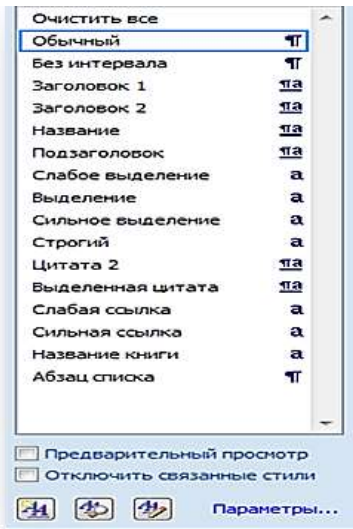 Очистить все
Обычный ¶
Без интервала ¶
Заголовок 1 ¶a
Заголовок 2 ¶a
Название ¶a
Подзаголовок ¶a
Слабое выделение a
Выделение a
Сильное выделение a
Строгий a
Цитата 2 ¶a
Выделенная цитата ¶a
Слабая ссылка a
Сильная ссылка a
Название книги a
Абзац списка ¶
Предварительный просмотр
Отключить связанные стили
Параметры...